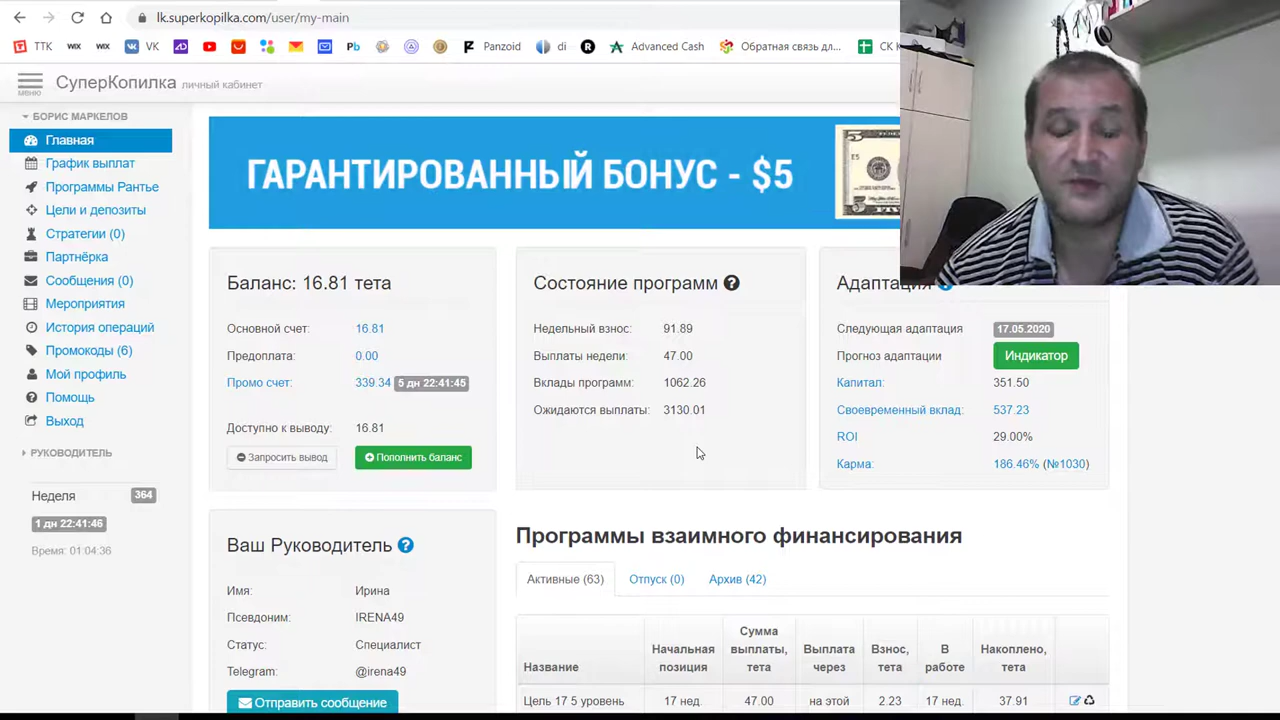 lk.superkopilka.com/user/my-main
ТТК WIX WIX VK Pb Panzoid di Advanced Cash Обратная связь дл... СК К
СуперКопилка личный кабинет
меню
БОРИС МАРКЕЛОВ
Главная
График выплат
Программы Рантье
Цели и депозиты
Стратегии (0)
Партнёрка
Сообщения (0)
Мероприятия
История операций
Промокоды (6)
Мой профиль
Помощь
Выход
РУКОВОДИТЕЛЬ
Неделя 364
1 дн 22:41:46
Время: 01:04:36
ГАРАНТИРОВАННЫЙ БОНУС - $5
Баланс: 16.81 тета
Основной счет: 16.81
Предоплата: 0.00
Промо счет: 339.34 5 дн 22:41:45
Доступно к выводу: 16.81
Запросить вывод Пополнить баланс
Состояние программ
Недельный взнос: 91.89
Выплаты недели: 47.00
Вклады программ: 1062.26
Ожидаются выплаты: 3130.01
Адаптация
Следующая адаптация 17.05.2020
Прогноз адаптации Индикатор
Капитал: 351.50
Своевременный вклад: 537.23
ROI 29.00%
Карма: 186.46% (№1030)
Ваш Руководитель
Имя: Ирина
Псевдоним: IRENA49
Статус: Специалист
Telegram: @irena49
Отправить сообщение
Программы взаимного финансирования
Активные (63) Отпуск (0) Архив (42)
Название Начальная позиция Сумма выплаты, тета Выплата через Взнос, тета В работе Накоплено, тета
Цель 17 5 уровень 17 нед. 47.00 на этой 2.23 17 нед. 37.91